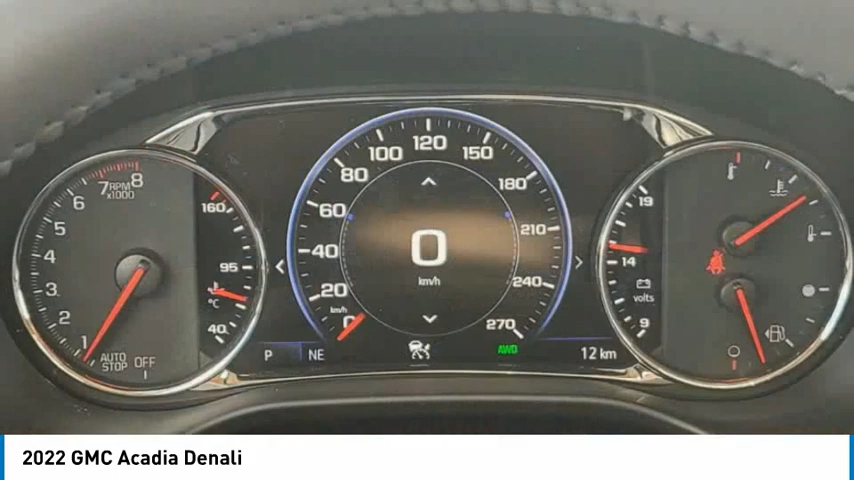 7 RPM 8
x1000
6
5
4
3
2
1
AUTO
STOP OFF
160
95
°C
40
120
100
150
80
180
60
210
40
240
20
270
km/h
0
0
km/h
P NE
AWD
12 km
19
14
volts
9
2022 GMC Acadia Denali